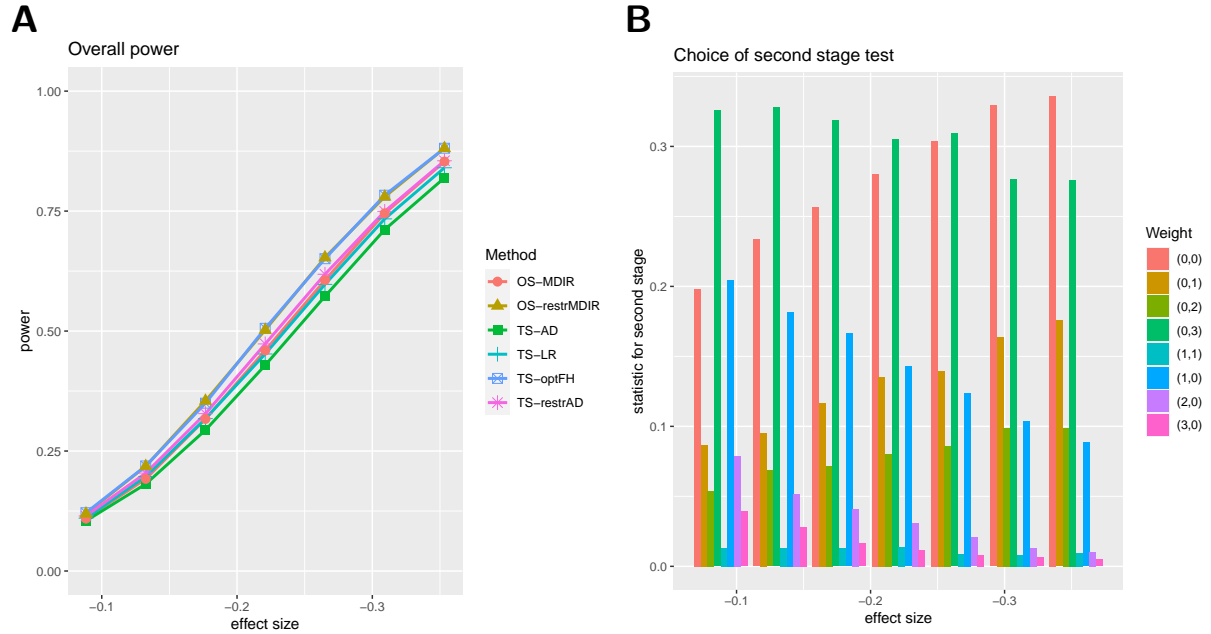 A
Overall power
1.00
0.75
0.50
0.25
0.00
power
−0.1
−0.2
−0.3
effect size
Method
OS−MDIR
OS−restrMDIR
TS−AD
TS−LR
TS−optFH
TS−restrAD
B
Choice of second stage test
0.3
0.2
0.1
0.0
statistic for second stage
−0.1
−0.2
−0.3
effect size
Weight
(0,0)
(0,1)
(0,2)
(0,3)
(1,1)
(1,0)
(2,0)
(3,0)